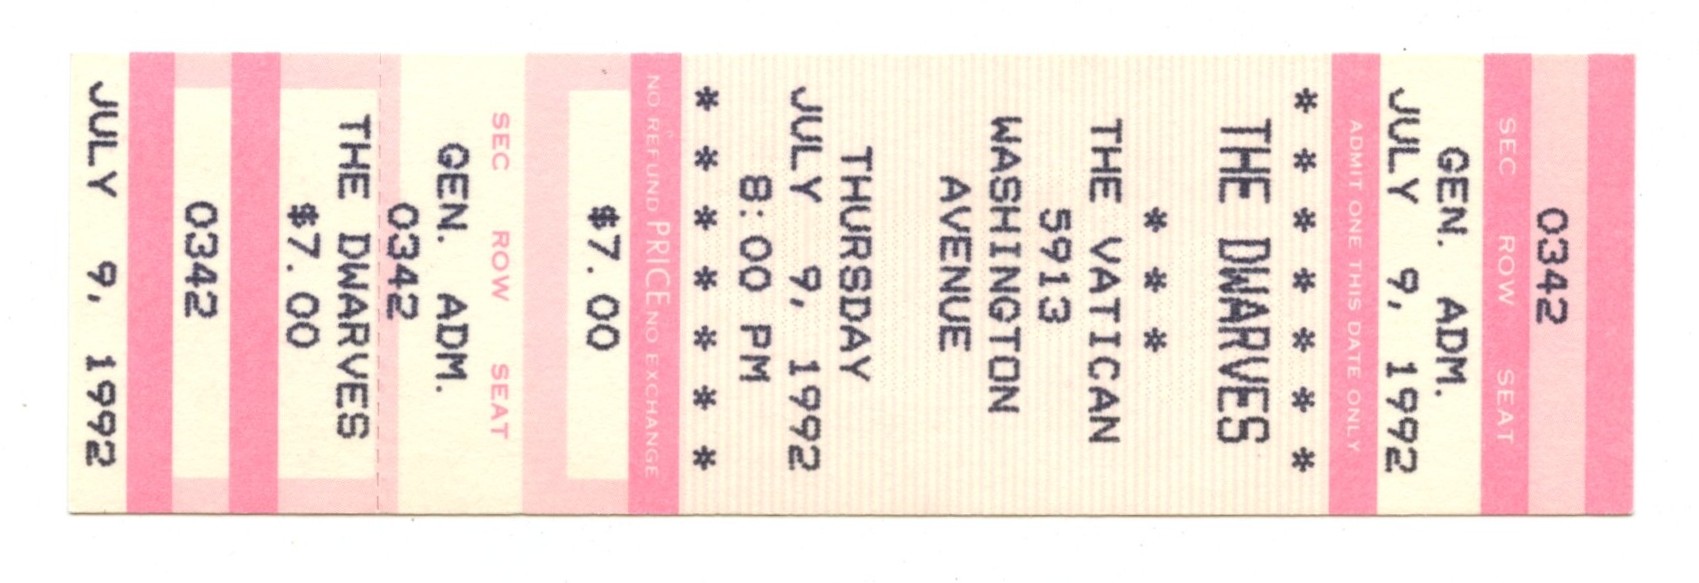 0342
SEC ROW SEAT
GEN. ADM.
JULY 9, 1992
ADMIT ONE THIS DATE ONLY
* * * * * * *
THE DWARVES
* * *
THE VATICAN
5913
WASHINGTON
AVENUE
THURSDAY
JULY 9, 1992
8:00 PM
* * * * * * *
NO REFUND PRICE NO EXCHANGE
$7.00
SEC ROW SEAT
GEN. ADM.
0342
THE DWARVES
$7.00
0342
JULY 9, 1992